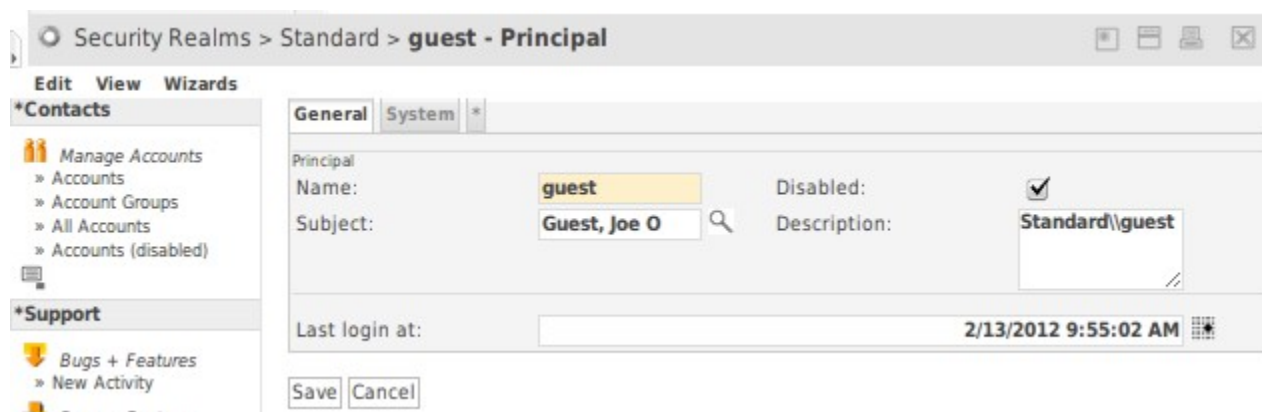 Security Realms > Standard > guest - Principal
Edit View Wizards
*Contacts
Manage Accounts
» Accounts
» Account Groups
» All Accounts
» Accounts (disabled)
*Support
Bugs + Features
» New Activity
General System *
Principal
Name: guest Disabled:
Subject: Guest, Joe O Description: Standard\\guest
Last login at: 2/13/2012 9:55:02 AM
Save Cancel